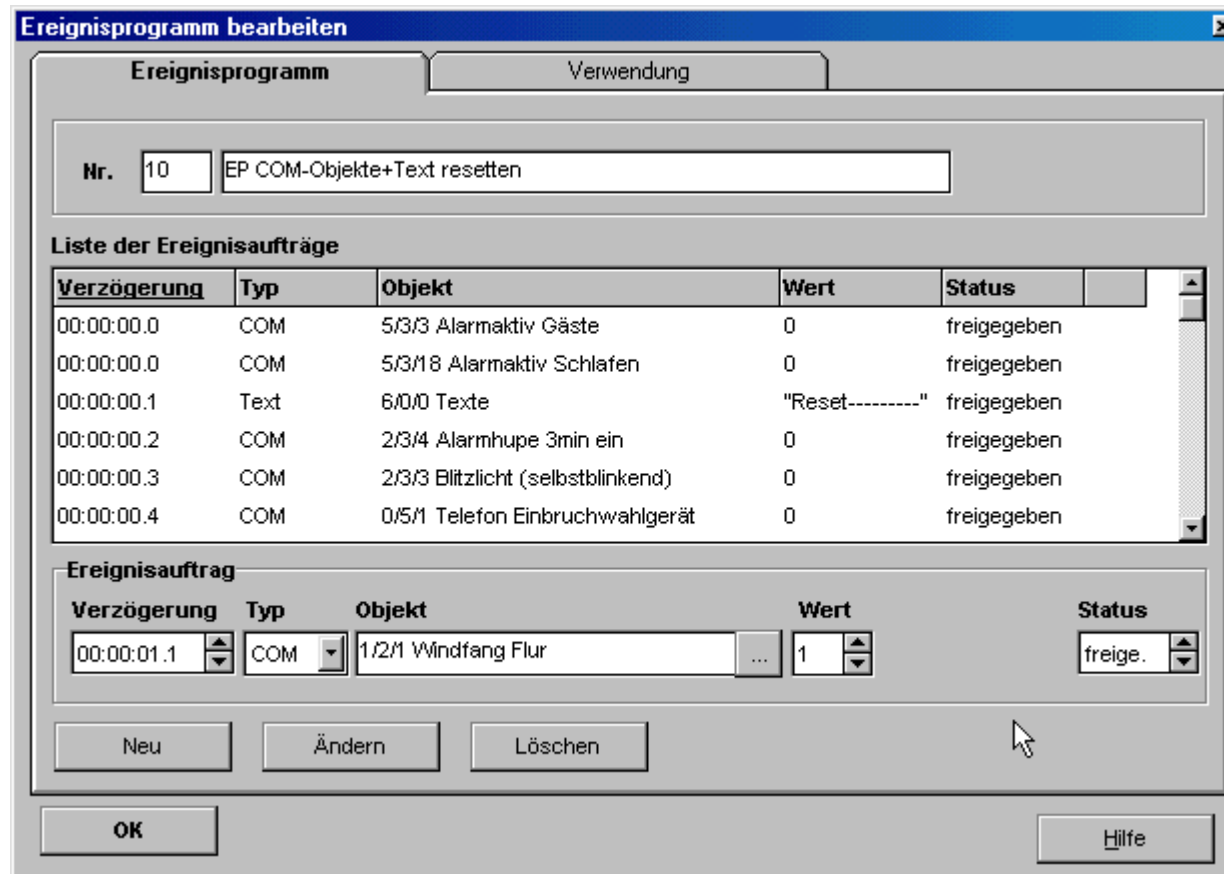 Ereignisprogramm bearbeiten
Ereignisprogramm Verwendung
Nr. 10 EP COM-Objekte+Text resetten
Liste der Ereignisaufträge
Verzögerung Typ Objekt Wert Status
00:00:00.0 COM 5/3/3 Alarmaktiv Gäste 0 freigegeben
00:00:00.0 COM 5/3/18 Alarmaktiv Schlafen 0 freigegeben
00:00:00.1 Text 6/0/0 Texte "Reset---------" freigegeben
00:00:00.2 COM 2/3/4 Alarmhupe 3min ein 0 freigegeben
00:00:00.3 COM 2/3/3 Blitzlicht (selbstblinkend) 0 freigegeben
00:00:00.4 COM 0/5/1 Telefon Einbruchwahlgerät 0 freigegeben
Ereignisauftrag
Verzögerung Typ Objekt Wert Status
00:00:01.1 COM 1/2/1 Windfang Flur ... 1 freige.
Neu Ändern Löschen
OK Hilfe